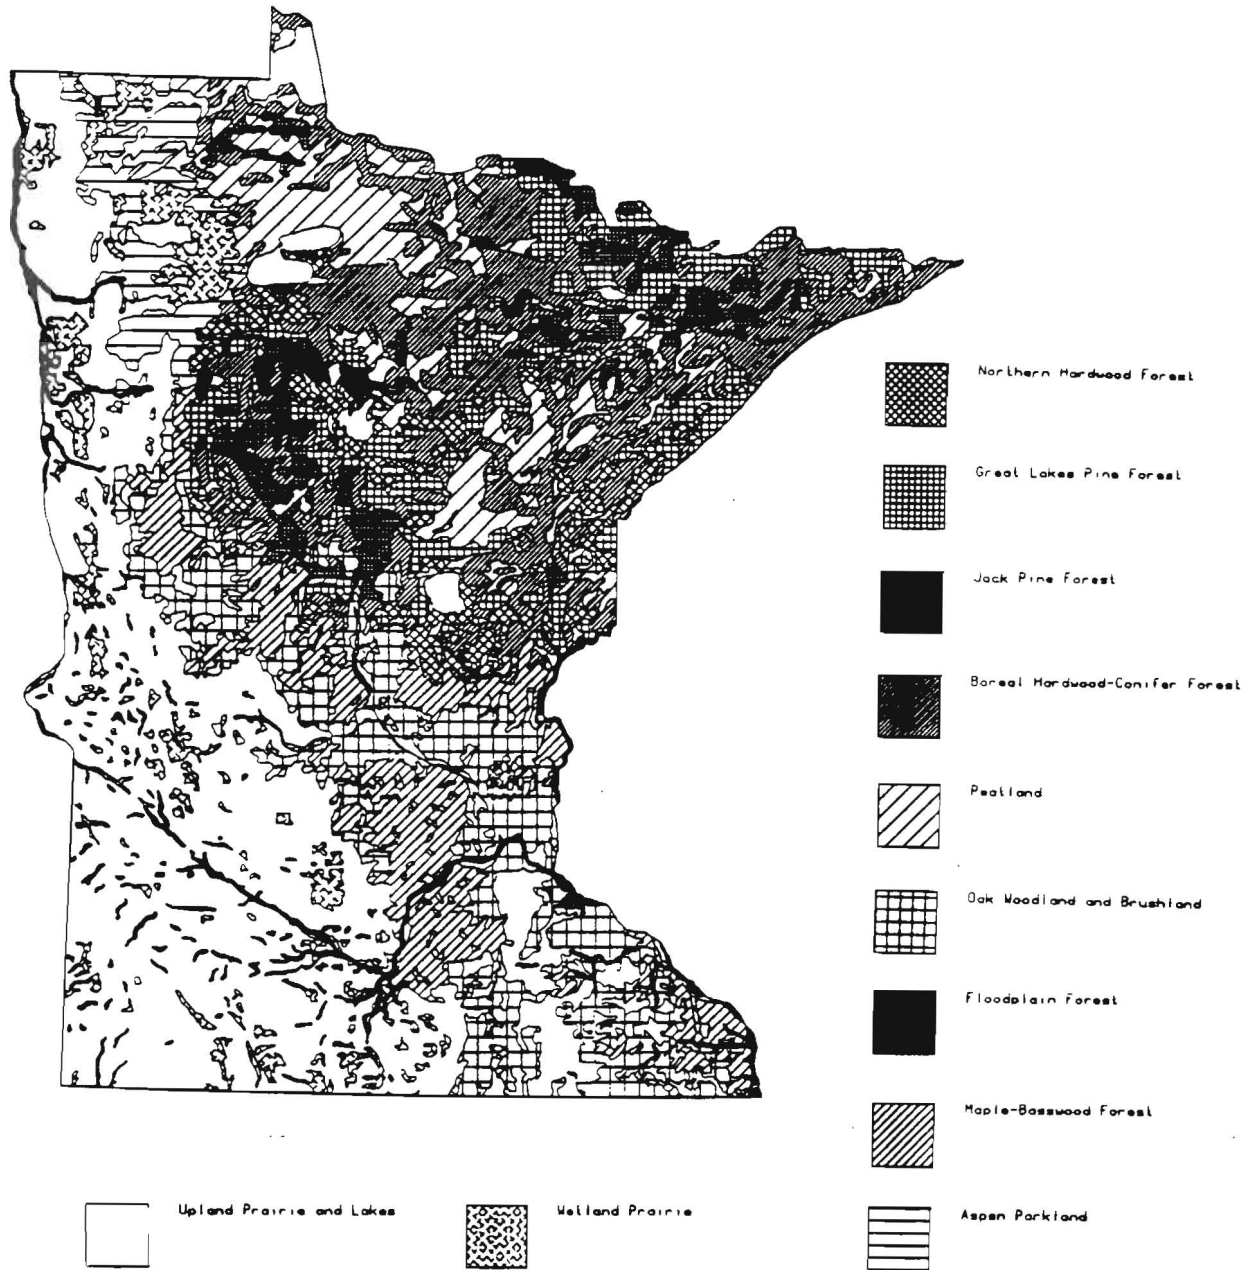 Northern Hardwood Forest
Great Lakes Pine Forest
Jack Pine Forest
Boreal Hardwood-Conifer Forest
Peatland
Oak Woodland and Brushland
Floodplain Forest
Maple-Basswood Forest
Upland Prairie and Lakes
Wetland Prairie
Aspen Parkland